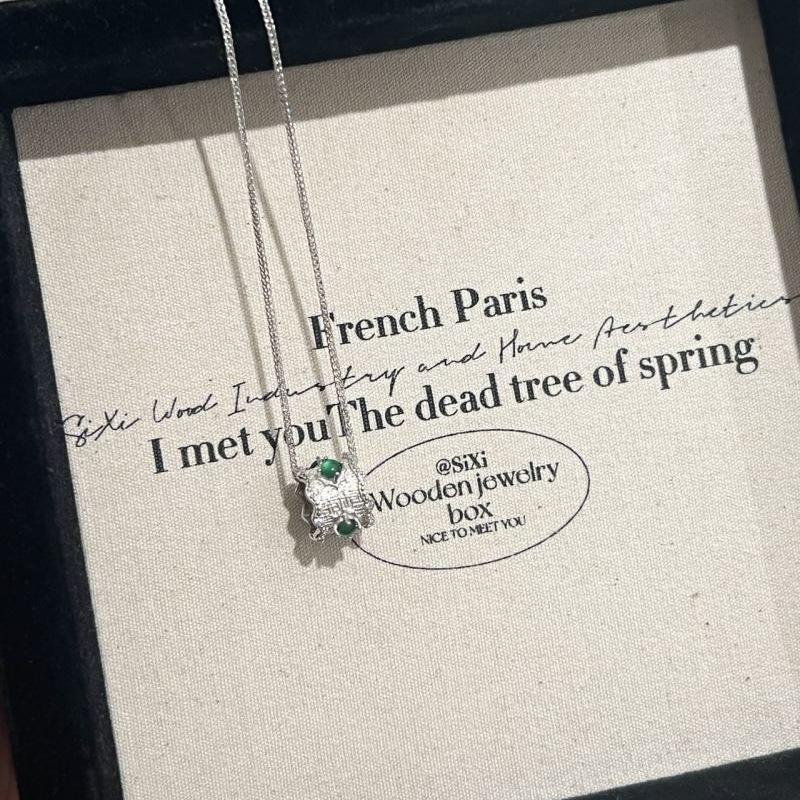 French Paris
SiXi Wood Industry and Home Aesthetics
I met youThe dead tree of spring
@SiXi
Wooden jewelry
box
NICE TO MEET YOU